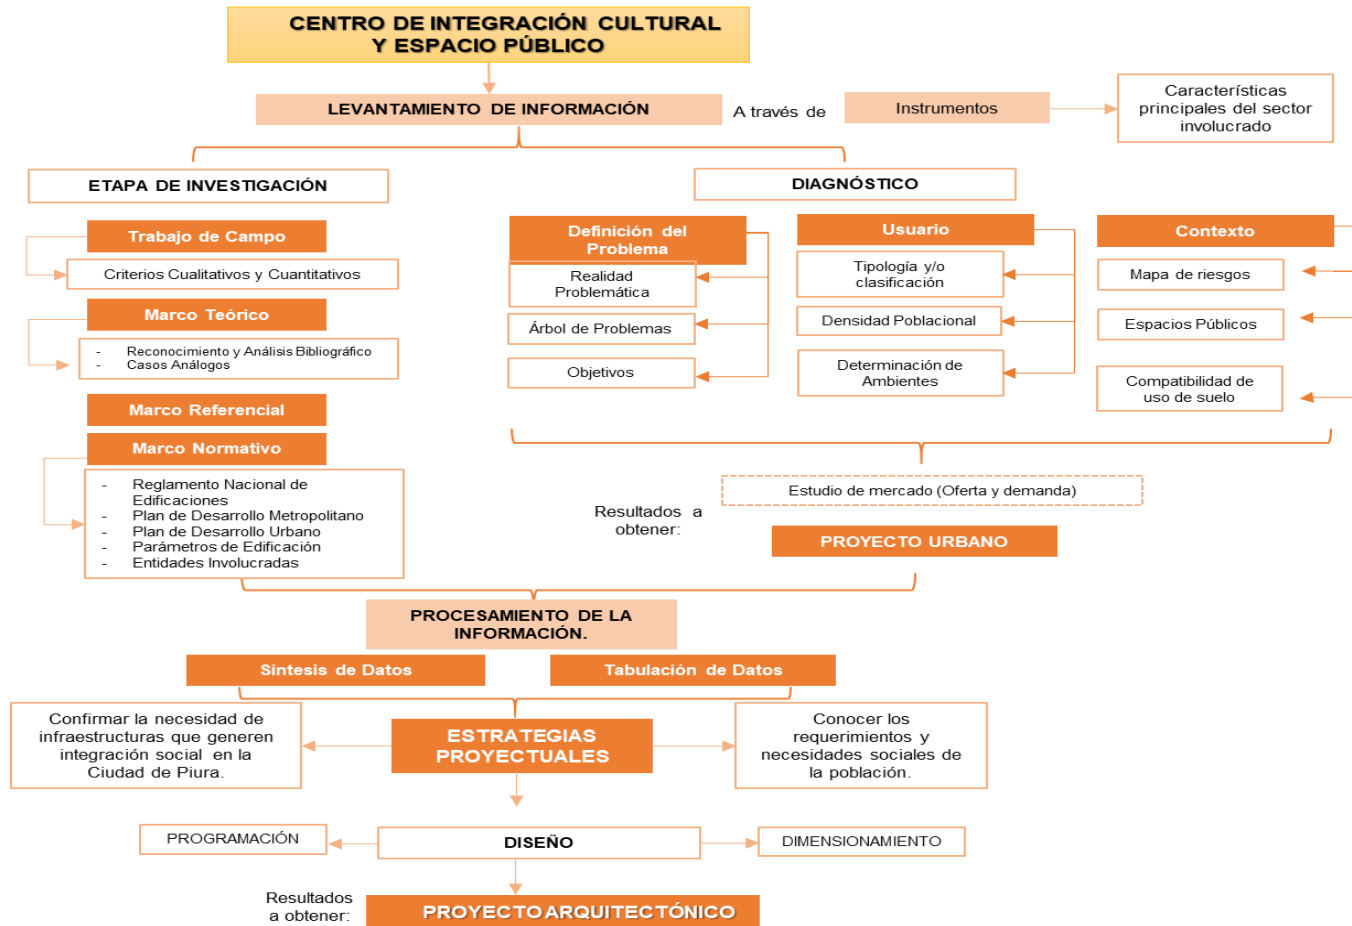 CENTRO DE INTEGRACIÓN CULTURAL
Y ESPACIO PÚBLICO
LEVANTAMIENTO DE INFORMACIÓN
A través de
Instrumentos
Características
principales del sector
involucrado
ETAPA DE INVESTIGACIÓN
DIAGNÓSTICO
Trabajo de Campo
Criterios Cualitativos y Cuantitativos
Marco Teórico
- Reconocimiento y Análisis Bibliográfico
- Casos Análogos
Marco Referencial
Marco Normativo
- Reglamento Nacional de
Edificaciones
- Plan de Desarrollo Metropolitano
- Plan de Desarrollo Urbano
- Parámetros de Edificación
- Entidades Involucradas
Definición del
Problema
Realidad
Problemática
Árbol de Problemas
Objetivos
Usuario
Tipología y/o
clasificación
Densidad Poblacional
Determinación de
Ambientes
Contexto
Mapa de riesgos
Espacios Públicos
Compatibilidad de
uso de suelo
Estudio de mercado (Oferta y demanda)
Resultados a
obtener:
PROYECTO URBANO
PROCESAMIENTO DE LA
INFORMACIÓN.
Síntesis de Datos
Tabulación de Datos
Confirmar la necesidad de
infraestructuras que generen
integración social en la
Ciudad de Piura.
ESTRATEGIAS
PROYECTUALES
Conocer los
requerimientos y
necesidades sociales de
la población.
PROGRAMACIÓN
DISEÑO
DIMENSIONAMIENTO
Resultados
a obtener:
PROYECTO ARQUITECTÓNICO